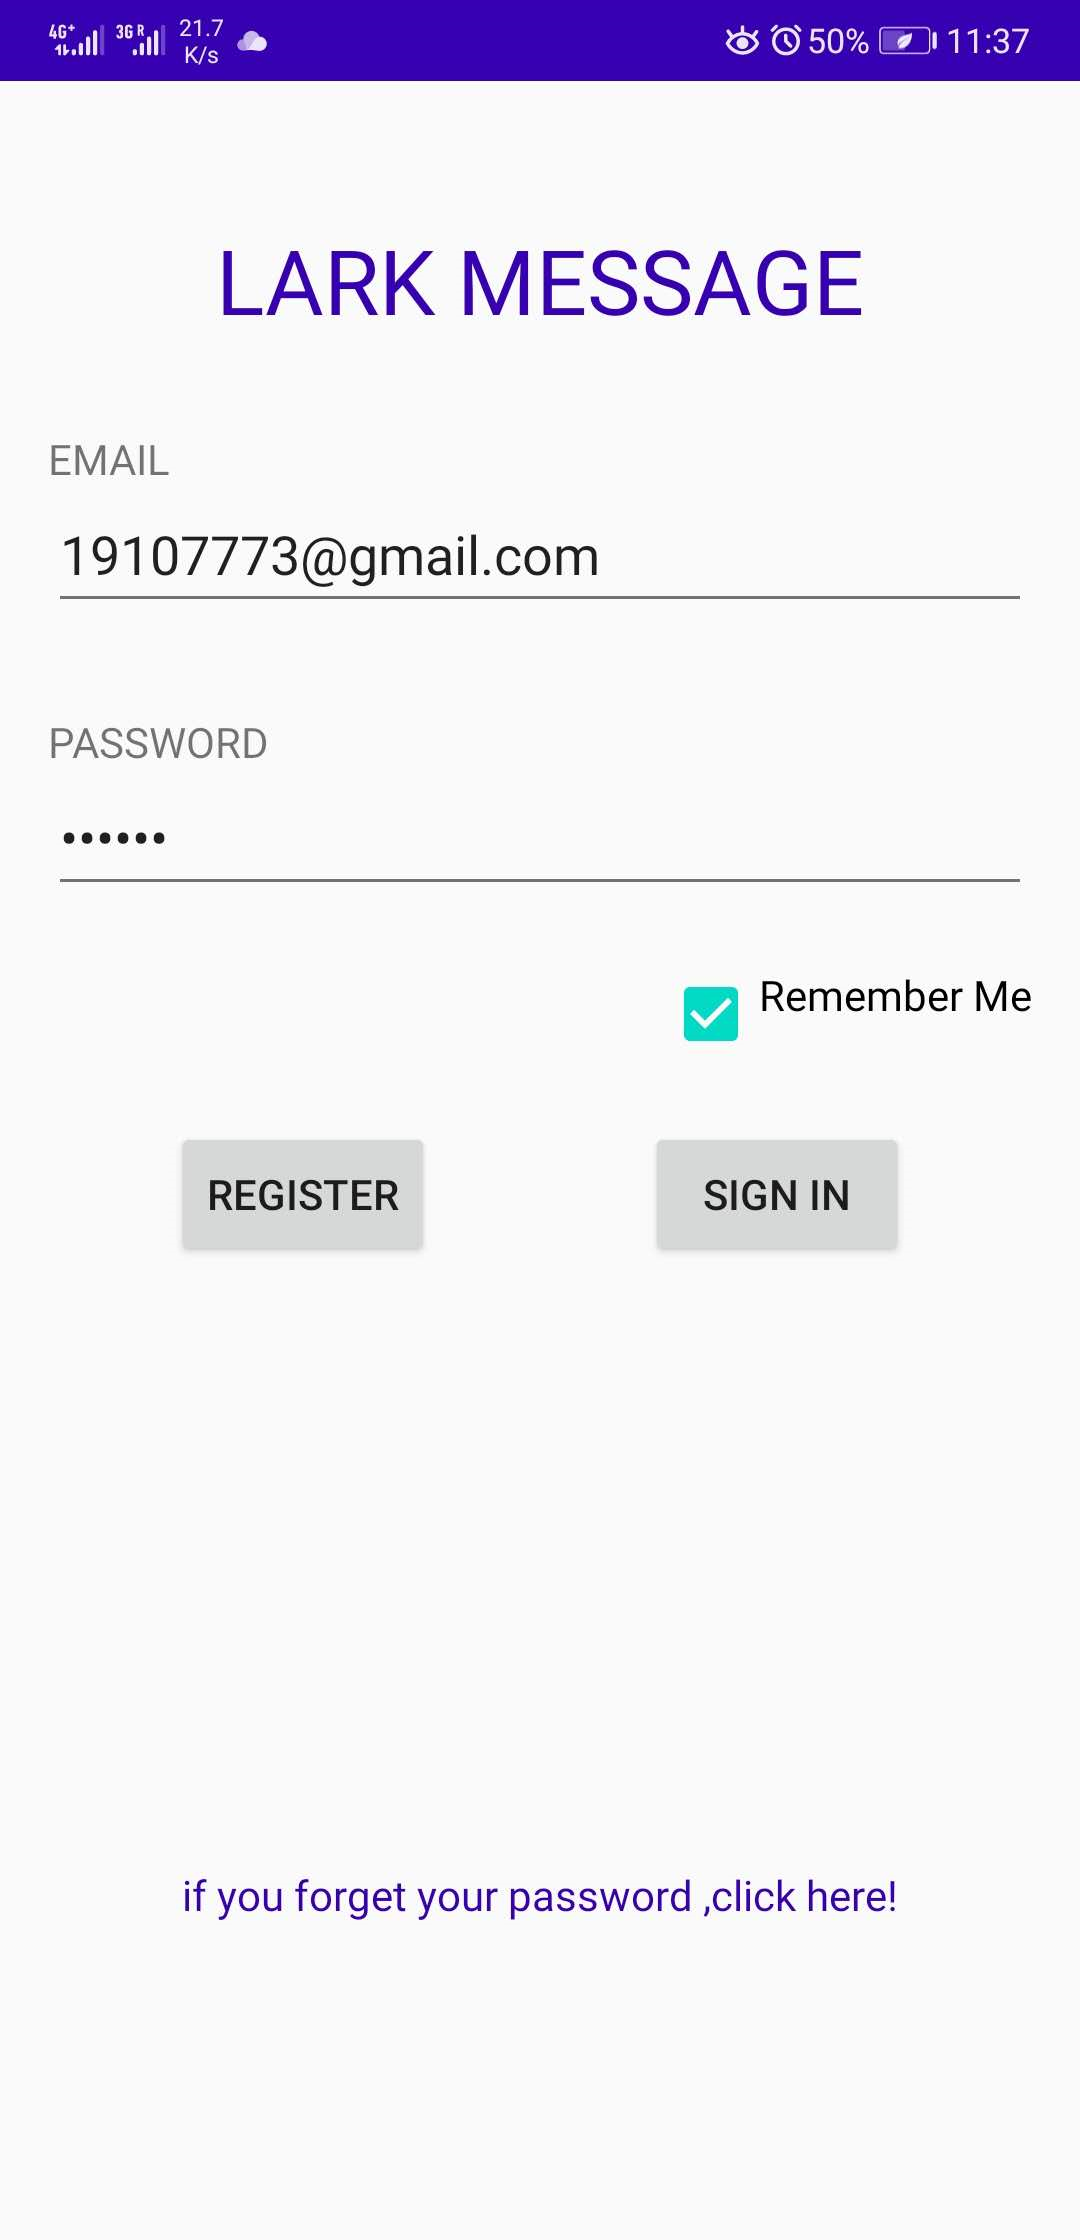 4G+ 3G R 21.7 K/s 50% 11:37
LARK MESSAGE
EMAIL
19107773@gmail.com
PASSWORD
••••••
Remember Me
REGISTER SIGN IN
if you forget your password ,click here!